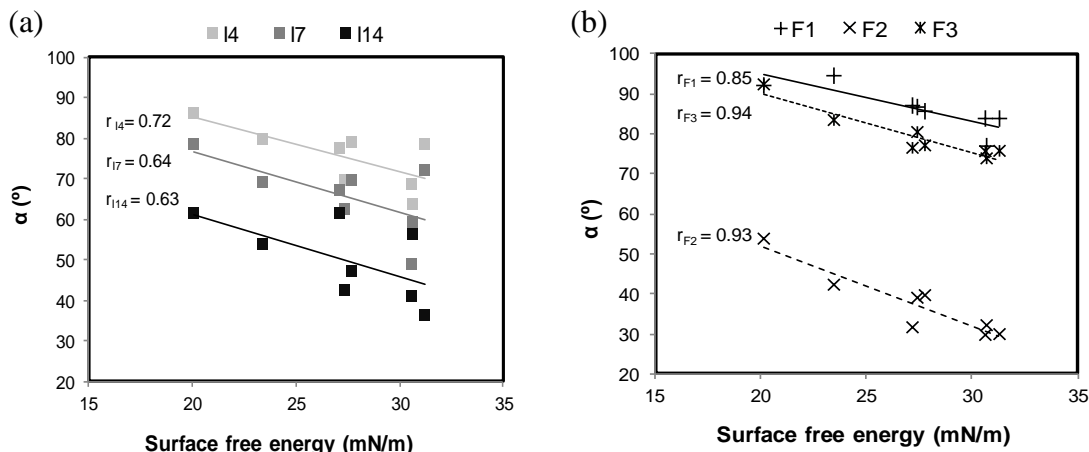 (a)
I4 I7 I14
100
90
80
70
60
50
40
30
20
α (º)
r I4 = 0.72
rI7 = 0.64
rI14 = 0.63
15 20 25 30 35
Surface free energy (mN/m)
(b)
F1 F2 F3
100
90
80
70
60
50
40
30
20
α (º)
rF1 = 0.85
rF3 = 0.94
rF2 = 0.93
15 20 25 30 35
Surface free energy (mN/m)